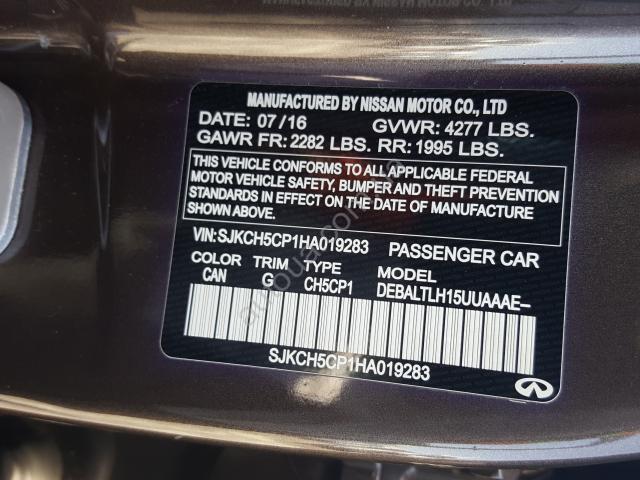 MANUFACTURED BY NISSAN MOTOR CO., LTD
DATE: 07/16 GVWR: 4277 LBS.
GAWR FR: 2282 LBS. RR: 1995 LBS.
THIS VEHICLE CONFORMS TO ALL APPLICABLE FEDERAL
MOTOR VEHICLE SAFETY, BUMPER AND THEFT PREVENTION
STANDARDS IN EFFECT ON THE DATE OF MANUFACTURE
SHOWN ABOVE.
VIN:SJKCH5CP1HA019283 PASSENGER CAR
COLOR TRIM TYPE MODEL
CAN G CH5CP1 DEBALTLH15UUAAAE–
SJKCH5CP1HA019283